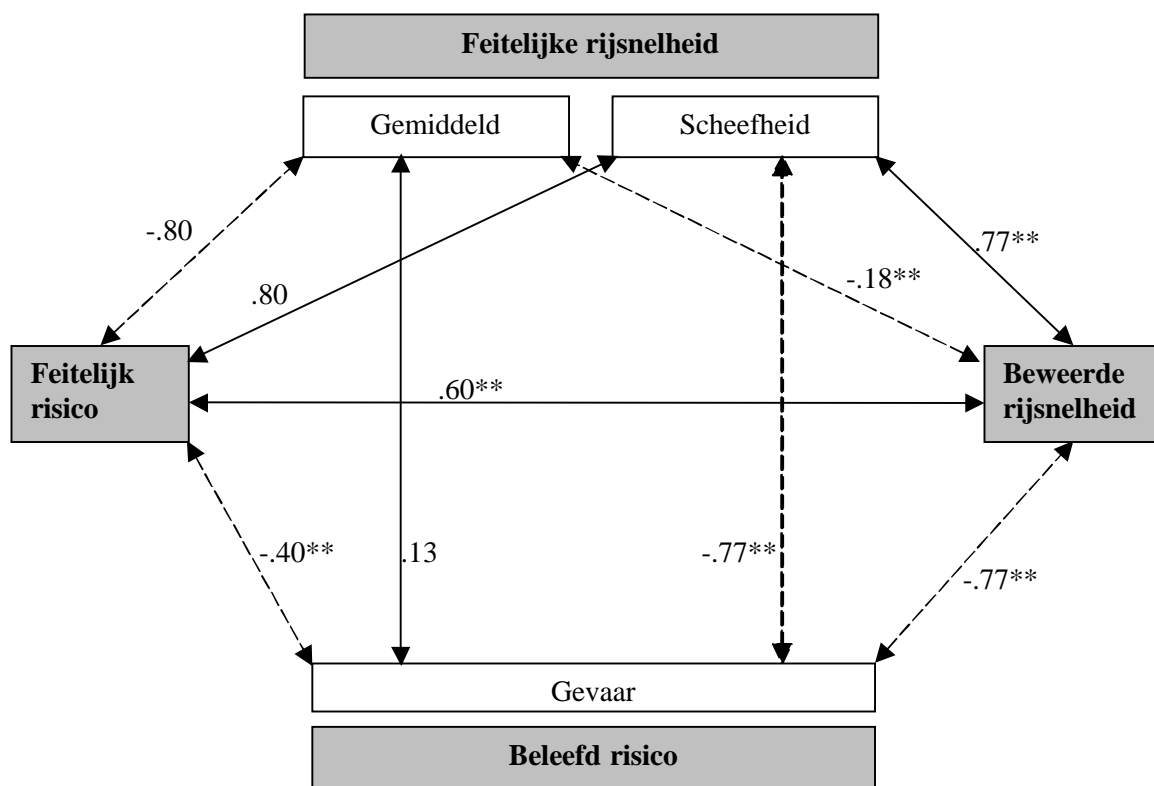 Feitelijke rijsnelheid
Gemiddeld
Scheefheid
-.80
.77**
-.18**
.80
Feitelijk
risico
Beweerde
rijsnelheid
.60**
-.40**
.13
-.77**
-.77**
Gevaar
Beleefd risico